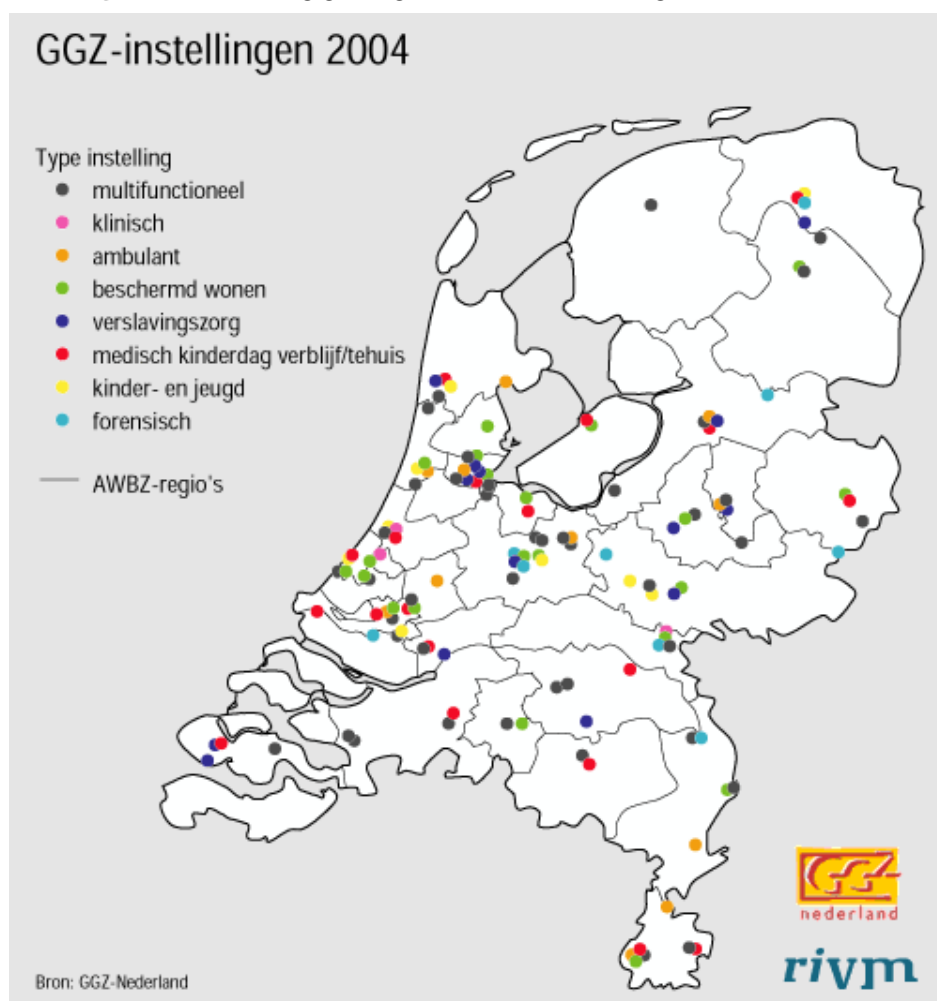 GGZ-instellingen 2004
Type instelling
multifunctioneel
klinisch
ambulant
beschermd wonen
verslavingszorg
medisch kinderdag verblijf/tehuis
kinder- en jeugd
forensisch
AWBZ-regio's
GGZ
nederland
rivm
Bron: GGZ-Nederland